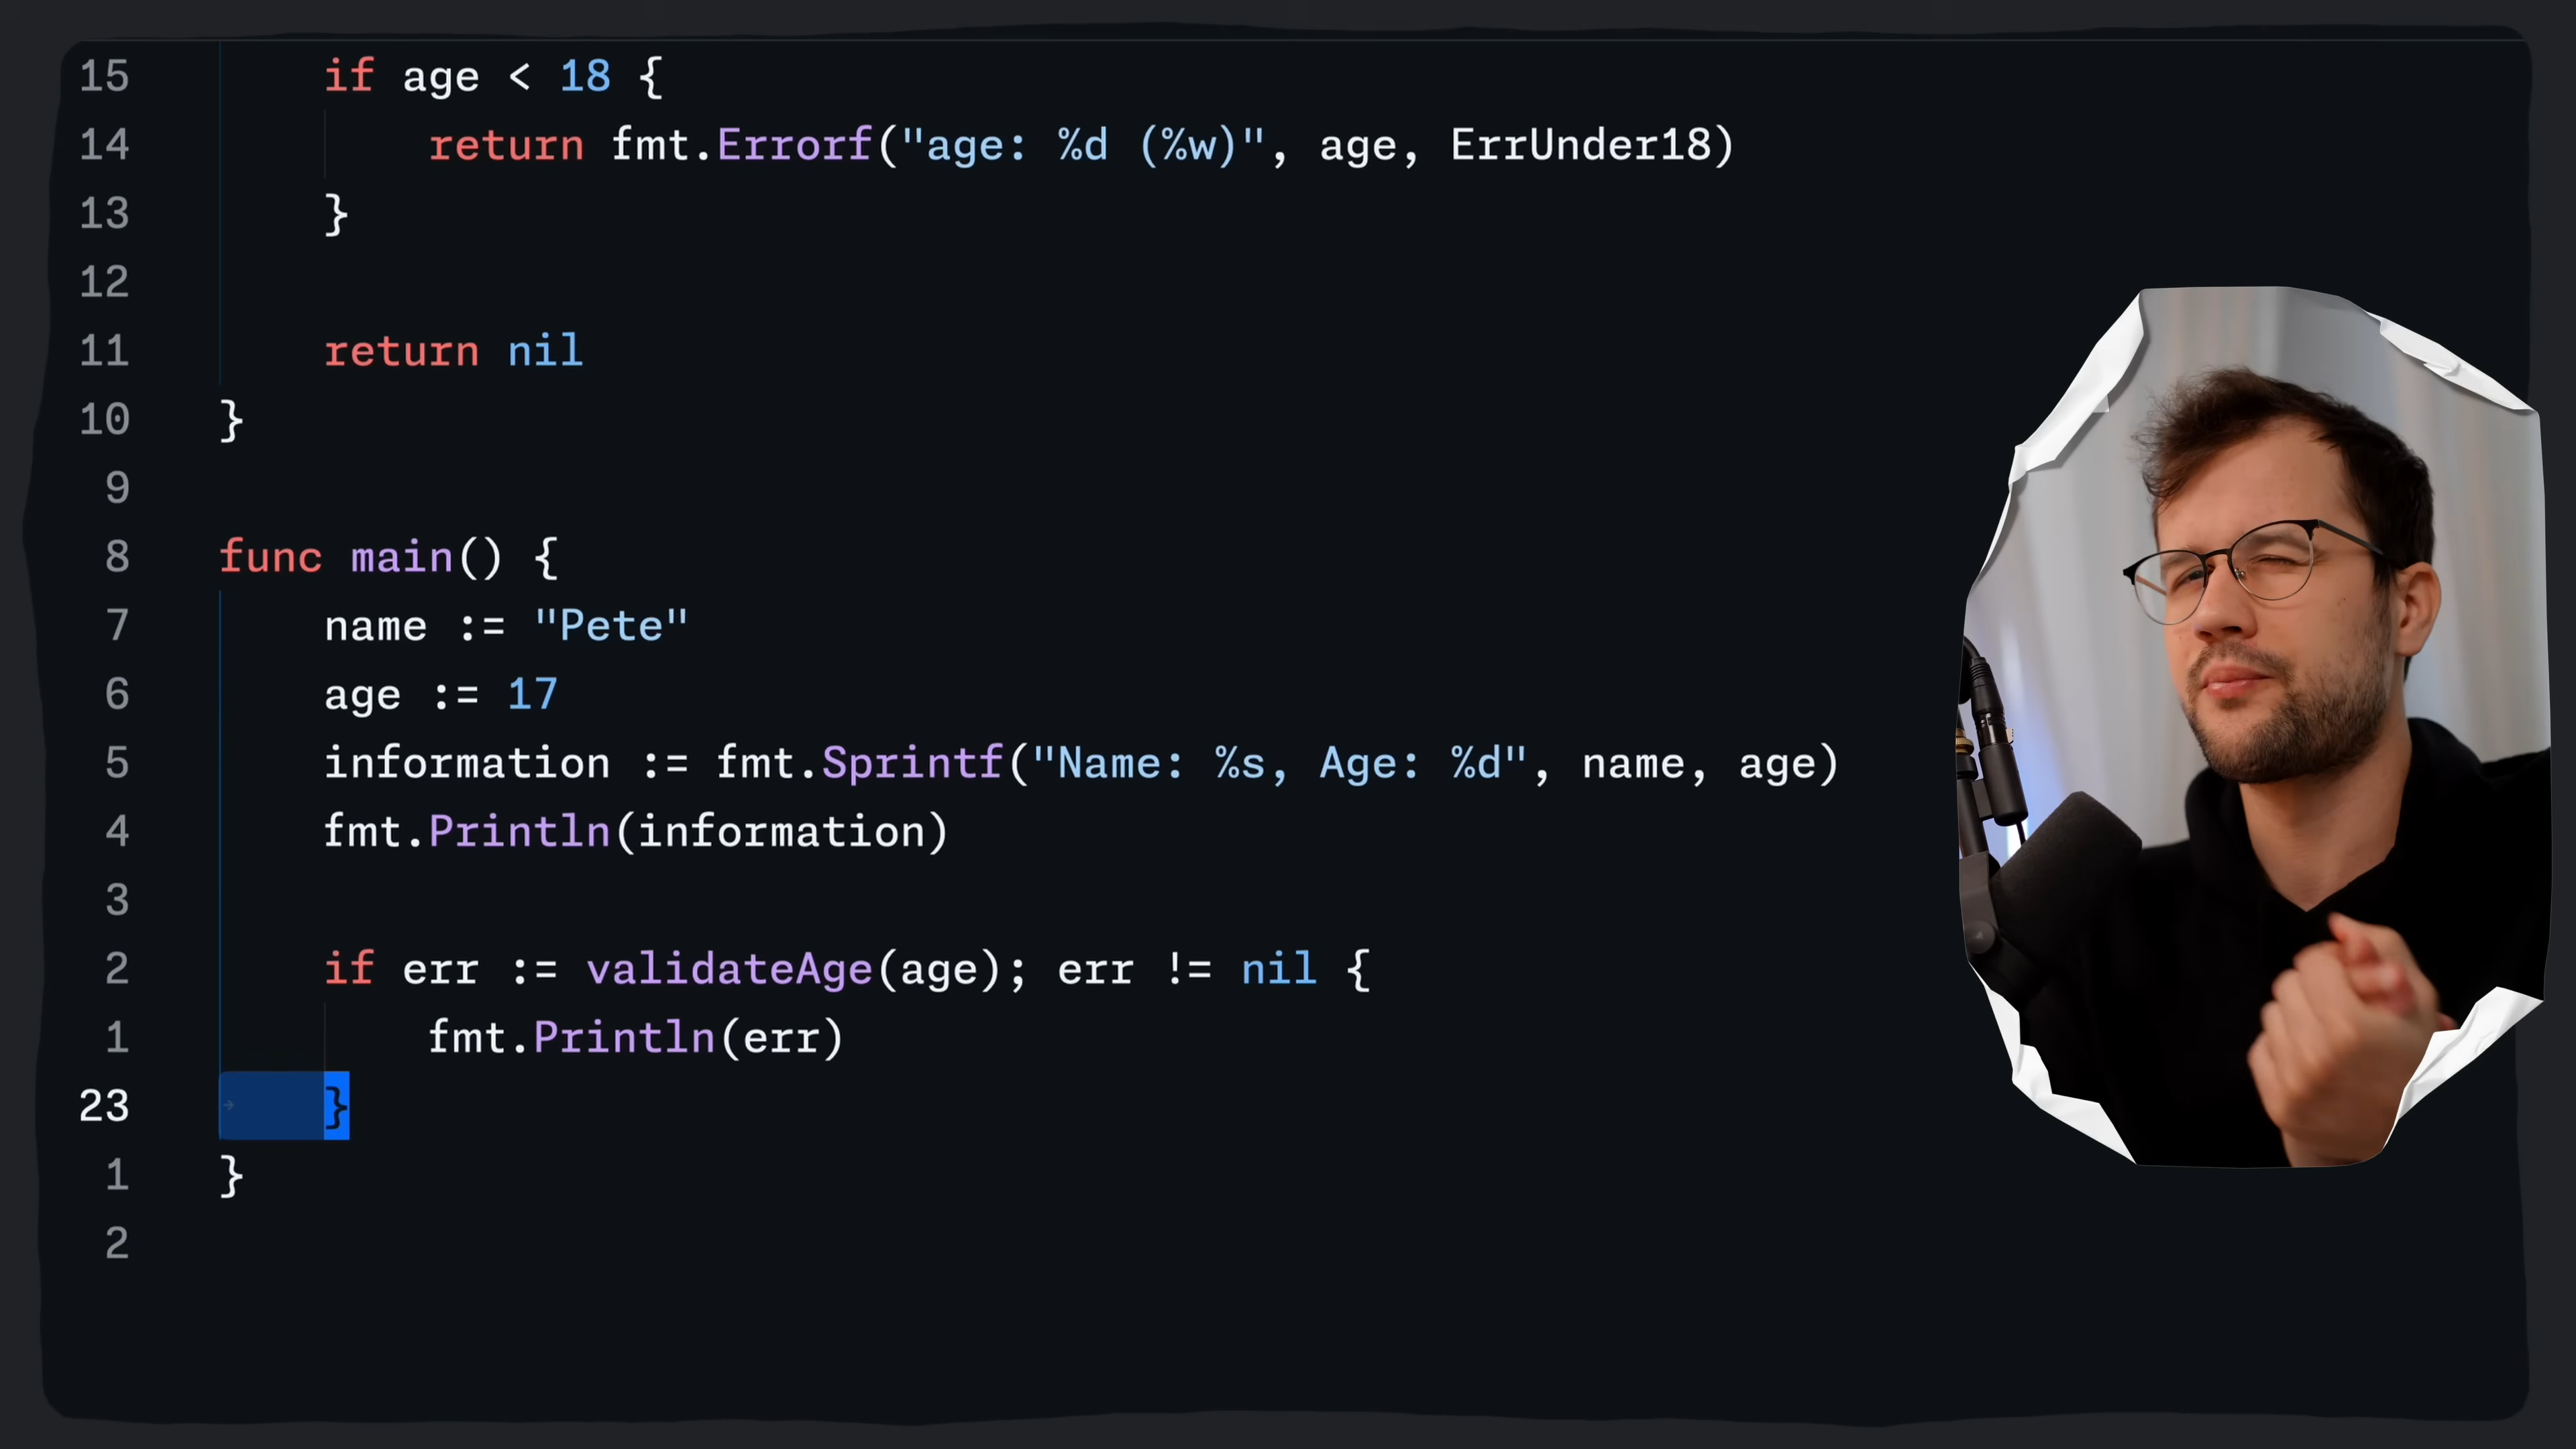 15 if age < 18 {
14 return fmt.Errorf("age: %d (%w)", age, ErrUnder18)
13 }
12
11 return nil
10 }
9
8 func main() {
7 name := "Pete"
6 age := 17
5 information := fmt.Sprintf("Name: %s, Age: %d", name, age)
4 fmt.Println(information)
3
2 if err := validateAge(age); err != nil {
1 fmt.Println(err)
23 }
1 }
2